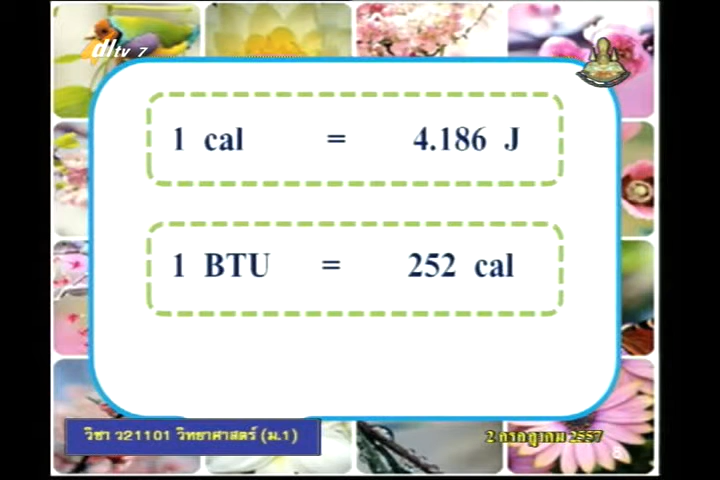 dltv 7
1 cal = 4.186 J
1 BTU = 252 cal
วิชา ว21101 วิทยาศาสตร์ (ม.1)
2 กรกฎาคม 2557